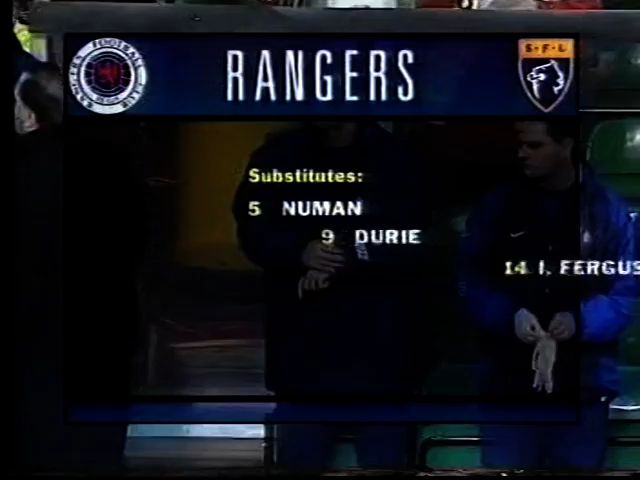 RANGERS
S·F·L
Substitutes:
5 NUMAN
9 DURIE
14 I. FERGUS